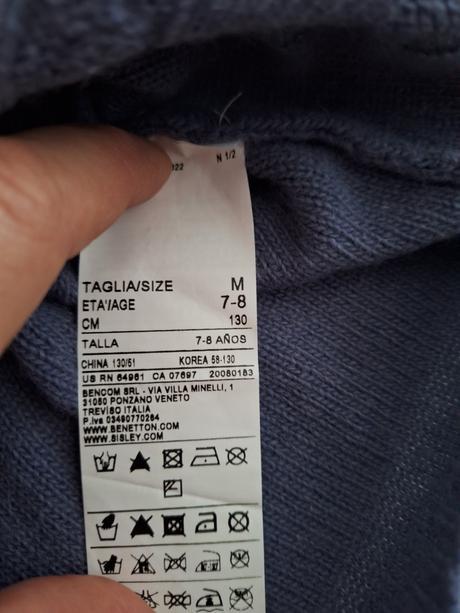 N 1/2
TAGLIA/SIZE M
ETA'/AGE 7-8
CM 130
TALLA 7-8 AÑOS
CHINA 130/61 KOREA 58-130
US RN 64961 CA 07697 20080183
BENCOM SRL - VIA VILLA MINELLI, 1
31050 PONZANO VENETO
TREVISO ITALIA
P.iva 03490770264
WWW.BENETTON.COM
WWW.SISLEY.COM